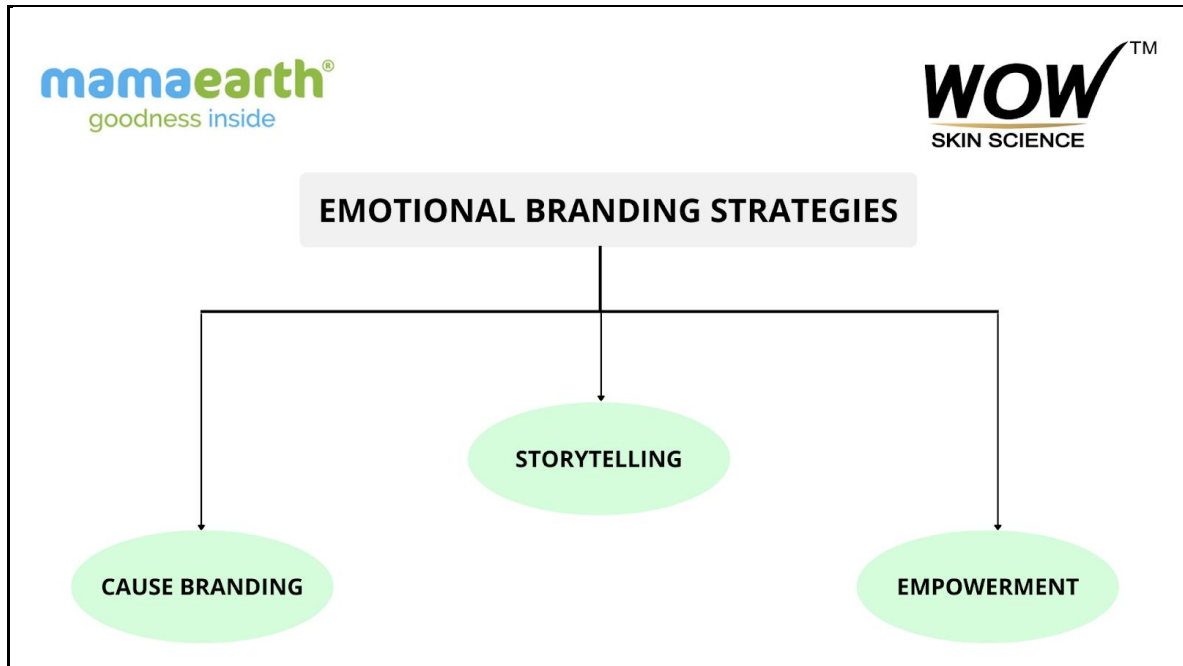 mamaearth®
goodness inside
WOW™
SKIN SCIENCE
EMOTIONAL BRANDING STRATEGIES
STORYTELLING
CAUSE BRANDING
EMPOWERMENT